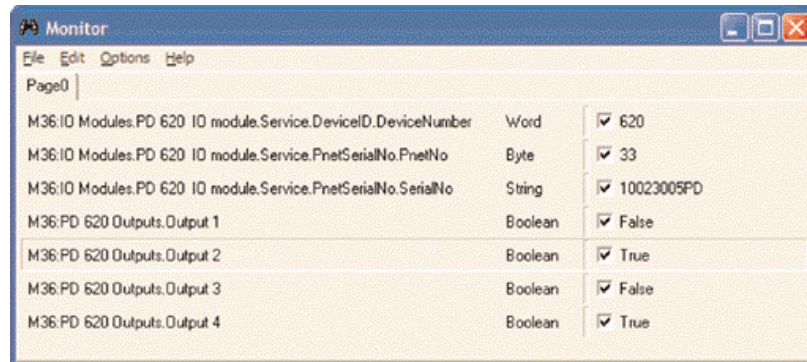 Monitor
File Edit Options Help
Page0
M36:IO Modules.PD 620 IO module.Service.DeviceID.DeviceNumber Word 620
M36:IO Modules.PD 620 IO module.Service.PnetSerialNo.PnetNo Byte 33
M36:IO Modules.PD 620 IO module.Service.PnetSerialNo.SerialNo String 10023005PD
M36:PD 620 Outputs.Output 1 Boolean False
M36:PD 620 Outputs.Output 2 Boolean True
M36:PD 620 Outputs.Output 3 Boolean False
M36:PD 620 Outputs.Output 4 Boolean True